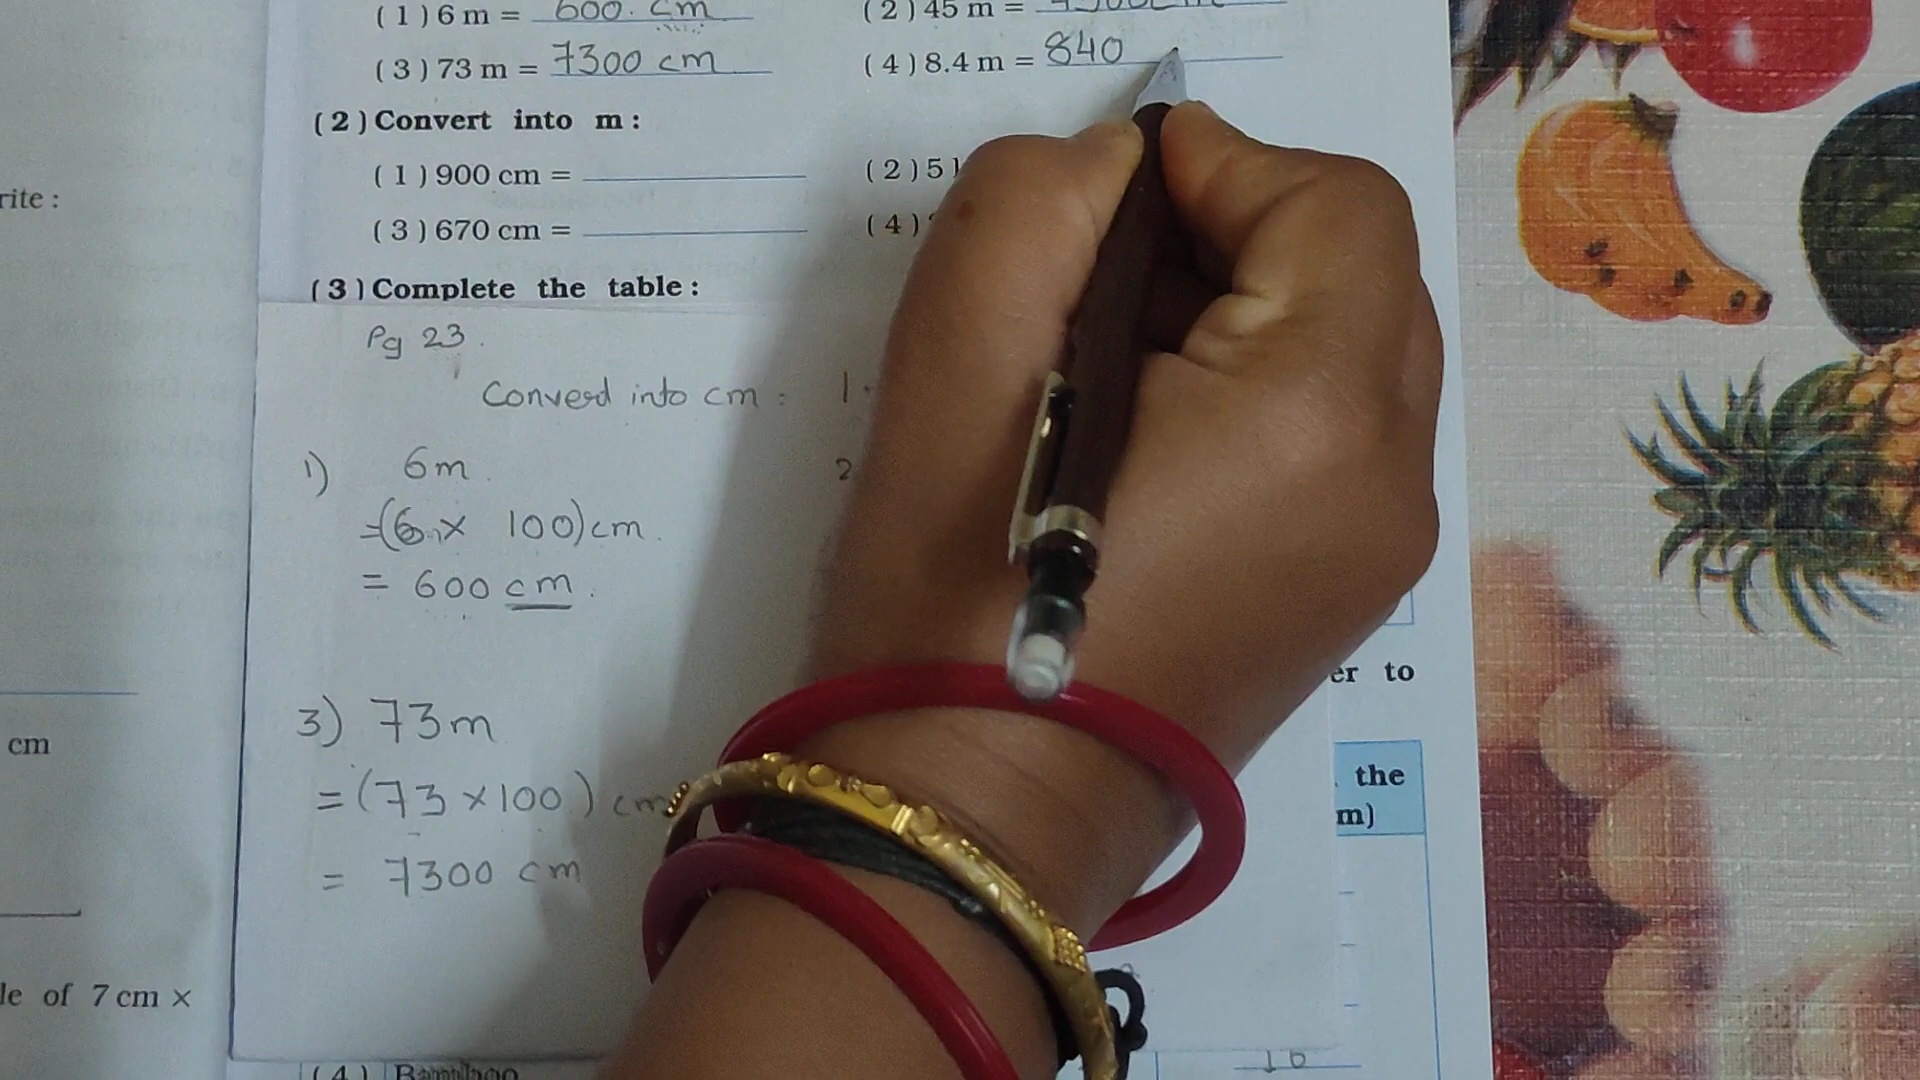 (1) 6 m = 600. cm (2) 45 m =
(3) 73 m = 7300 cm (4) 8.4 m = 840
(2) Convert into m :
(1) 900 cm = (2) 5
rite :
(3) 670 cm = (4)
(3) Complete the table :
Pg 23.
into cm : 1
1) 6m. 2
=(6 x 100) cm.
= 600 cm.
er to
3) 73m
cm
the
= (73 x 100) cm
m)
= 7300 cm
le of 7 cm ×
(4) Bamboo
10